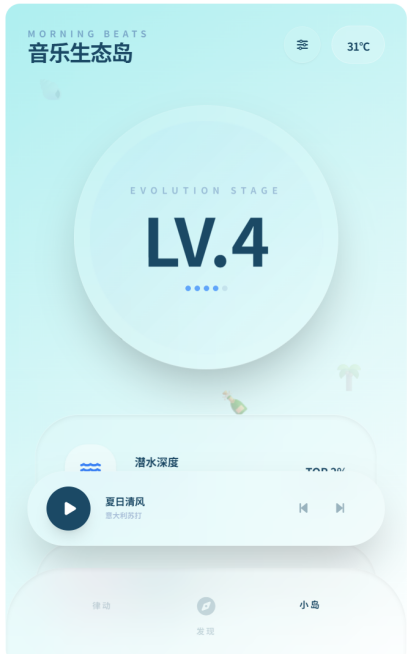 MORNING BEATS
音乐生态岛
31℃
EVOLUTION STAGE
LV.4
潜水深度
TOP 2%
夏日清风
意大利苏打
律动
发现
小岛